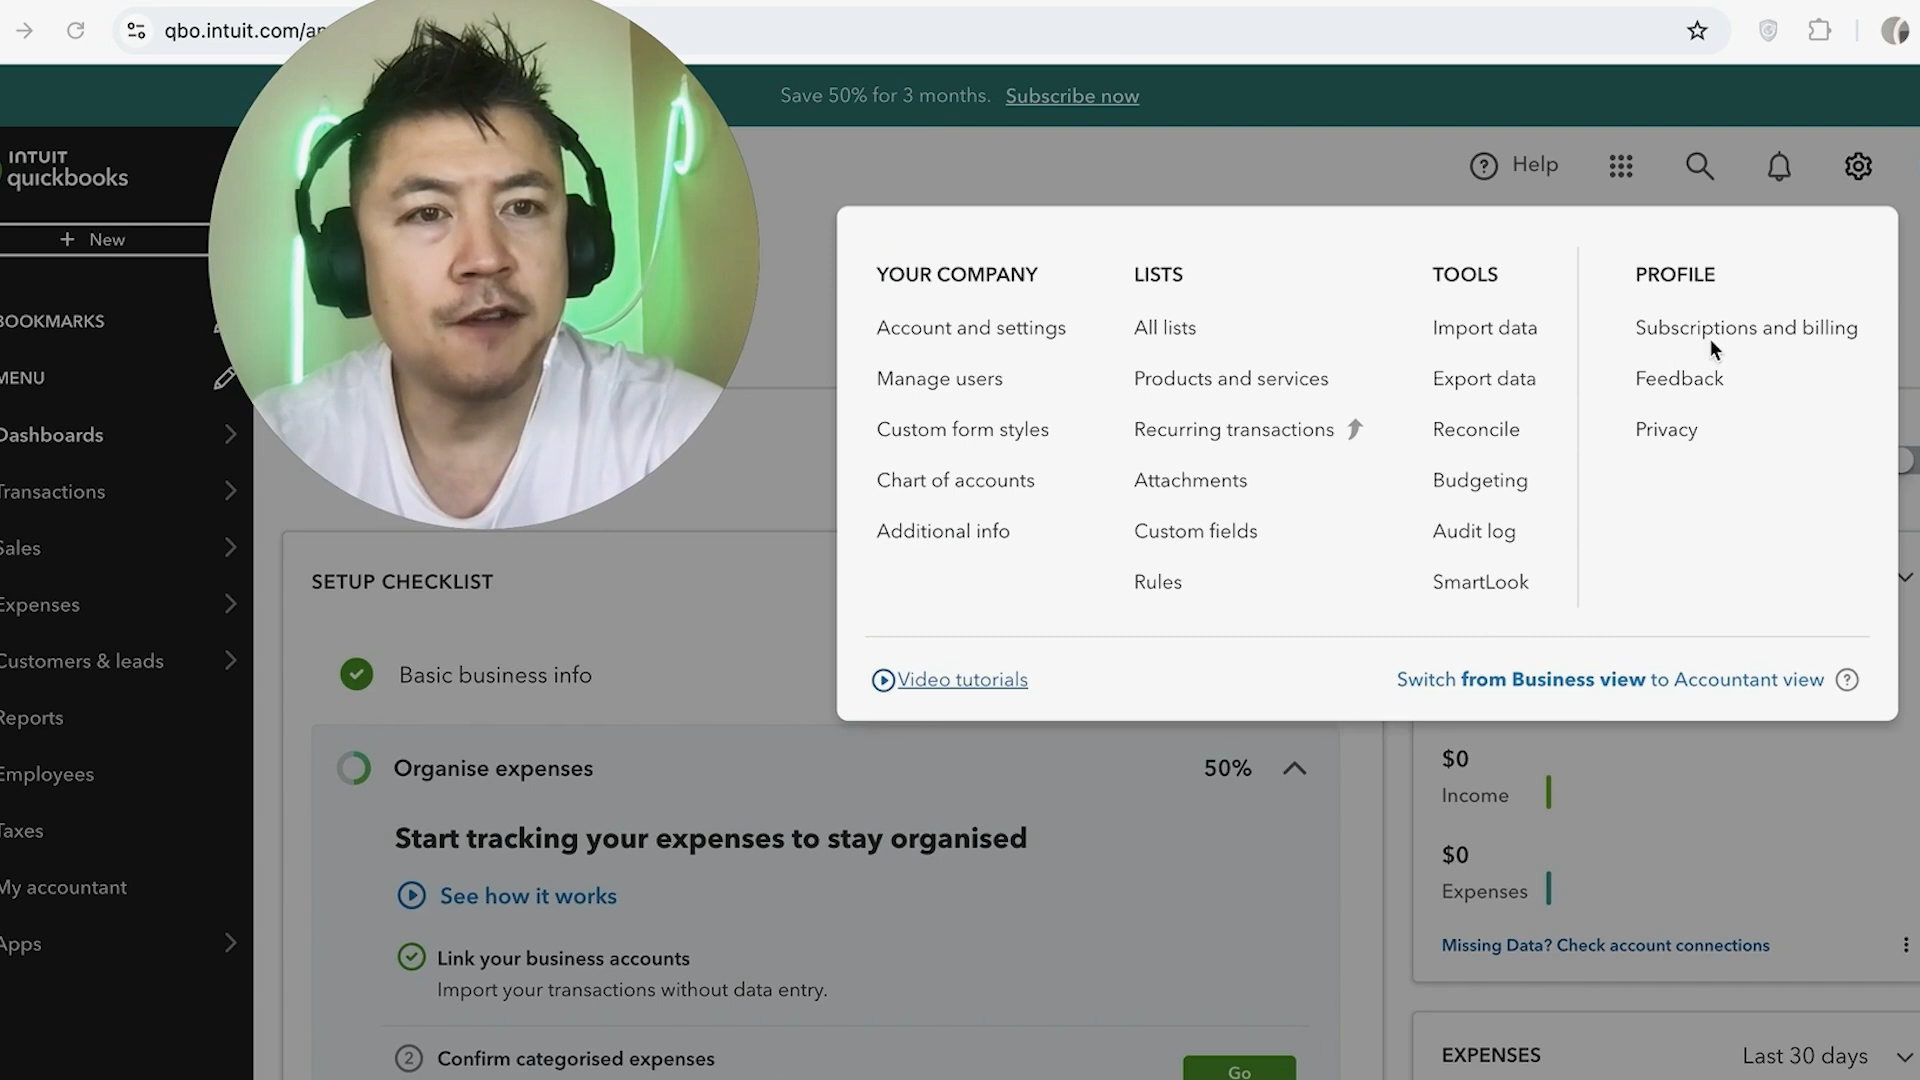 qbo.intuit.com/ap
Save 50% for 3 months. Subscribe now
INTUIT
quickbooks
Help
+ New
BOOKMARKS
MENU
Dashboards
Transactions
Sales
Expenses
Customers & leads
Reports
Employees
Taxes
My accountant
Apps
YOUR COMPANY
Account and settings
Manage users
Custom form styles
Chart of accounts
Additional info
LISTS
All lists
Products and services
Recurring transactions
Attachments
Custom fields
Rules
TOOLS
Import data
Export data
Reconcile
Budgeting
Audit log
SmartLook
PROFILE
Subscriptions and billing
Feedback
Privacy
Video tutorials
Switch from Business view to Accountant view
SETUP CHECKLIST
Basic business info
Organise expenses 50%
Start tracking your expenses to stay organised
See how it works
Link your business accounts
Import your transactions without data entry.
2 Confirm categorised expenses
Go
$0
Income
$0
Expenses
Missing Data? Check account connections
EXPENSES Last 30 days